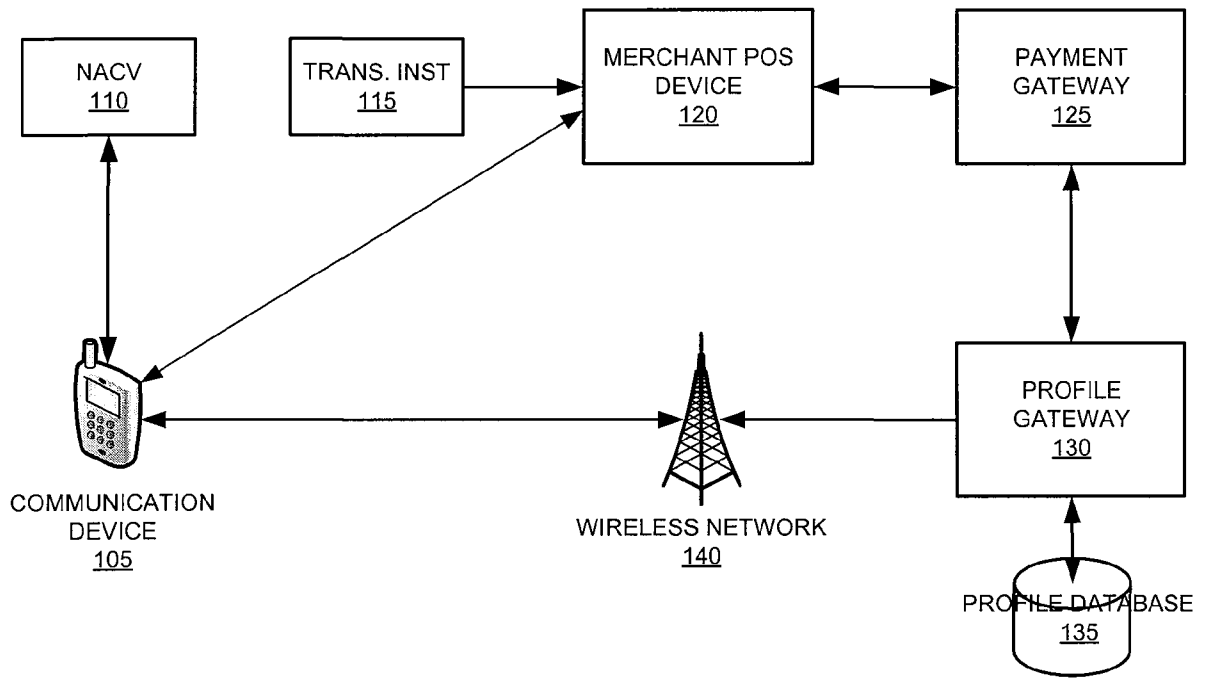 NACV
110
TRANS. INST
115
MERCHANT POS
DEVICE
120
PAYMENT
GATEWAY
125
PROFILE
GATEWAY
130
COMMUNICATION
DEVICE
105
WIRELESS NETWORK
140
PROFILE DATABASE
135